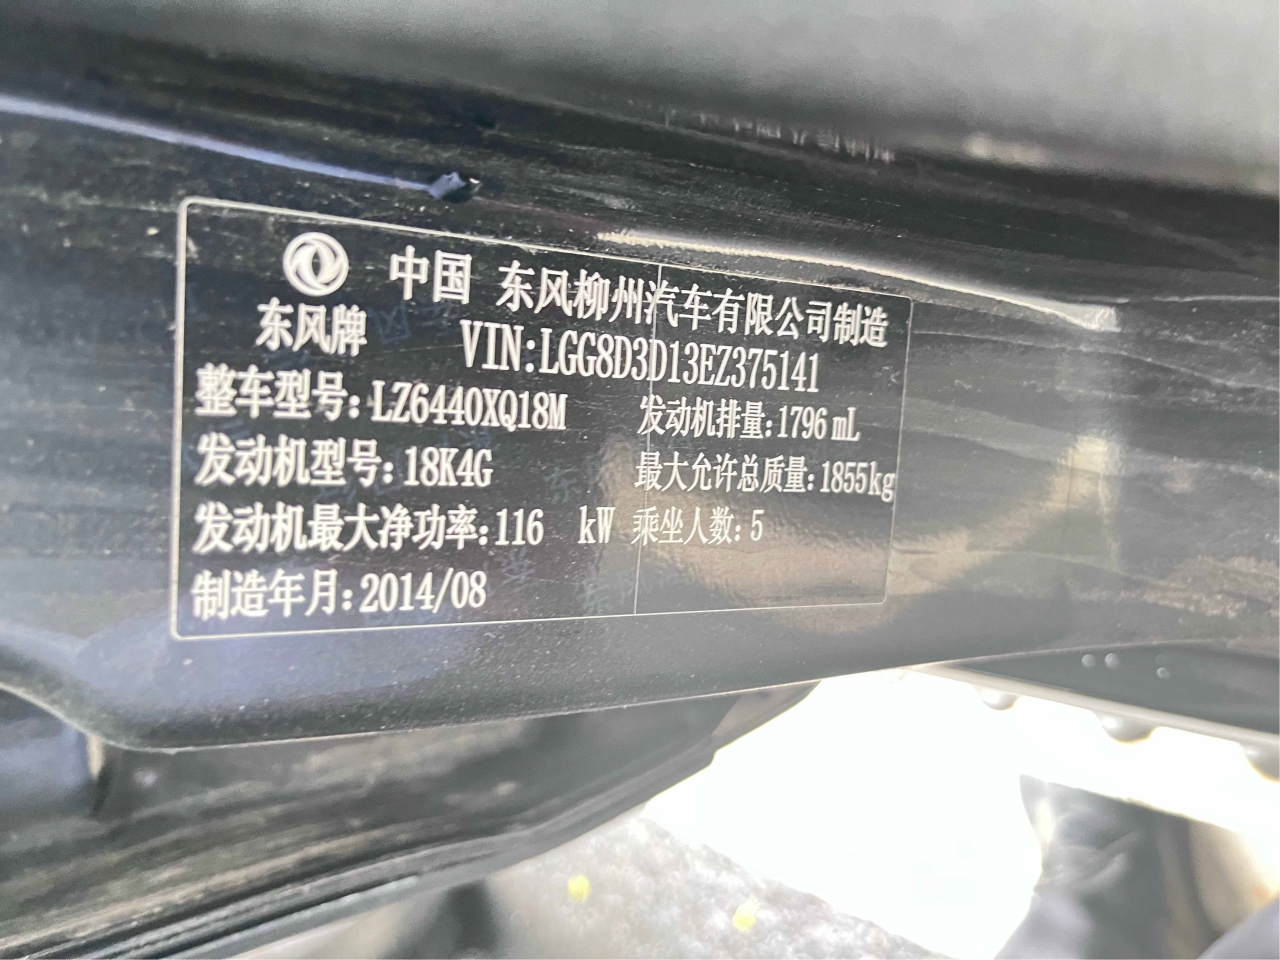 中国 东风柳州汽车有限公司制造
东风牌 VIN:LGG8D3D13EZ375141
整车型号:LZ6440XQ18M 发动机排量:1796 mL
发动机型号:18K4G 最大允许总质量:1855kg
发动机最大净功率:116 kW 乘坐人数:5
制造年月:2014/08